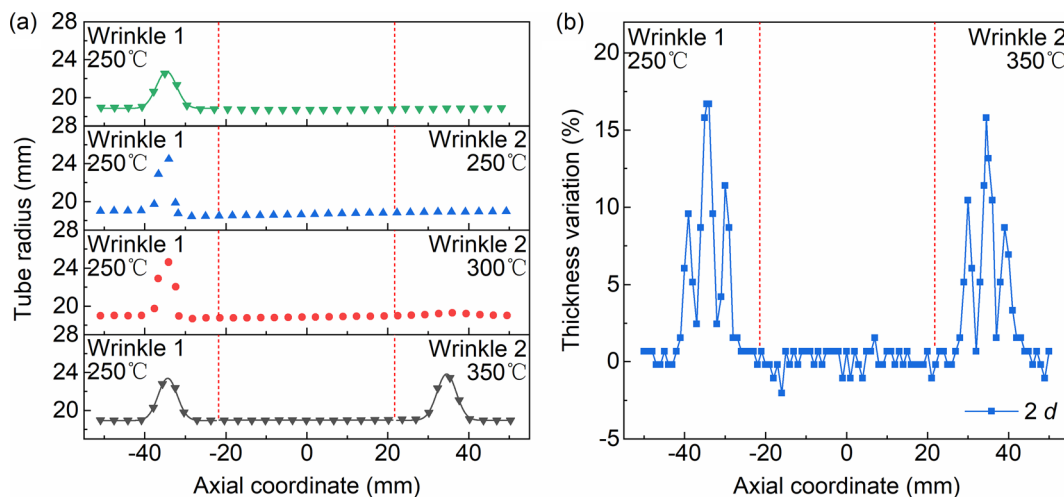 (a)
28
24
20
28
24
20
28
24
20
28
24
20
Tube radius (mm)
Wrinkle 1
250℃
Wrinkle 1
250℃
Wrinkle 2
250℃
Wrinkle 1
250℃
Wrinkle 2
300℃
Wrinkle 1
250℃
Wrinkle 2
350℃
-40 -20 0 20 40
Axial coordinate (mm)
(b)
20
15
10
5
0
-5
Thickness variation (%)
Wrinkle 1
250℃
Wrinkle 2
350℃
2 d
-40 -20 0 20 40
Axial coordinate (mm)